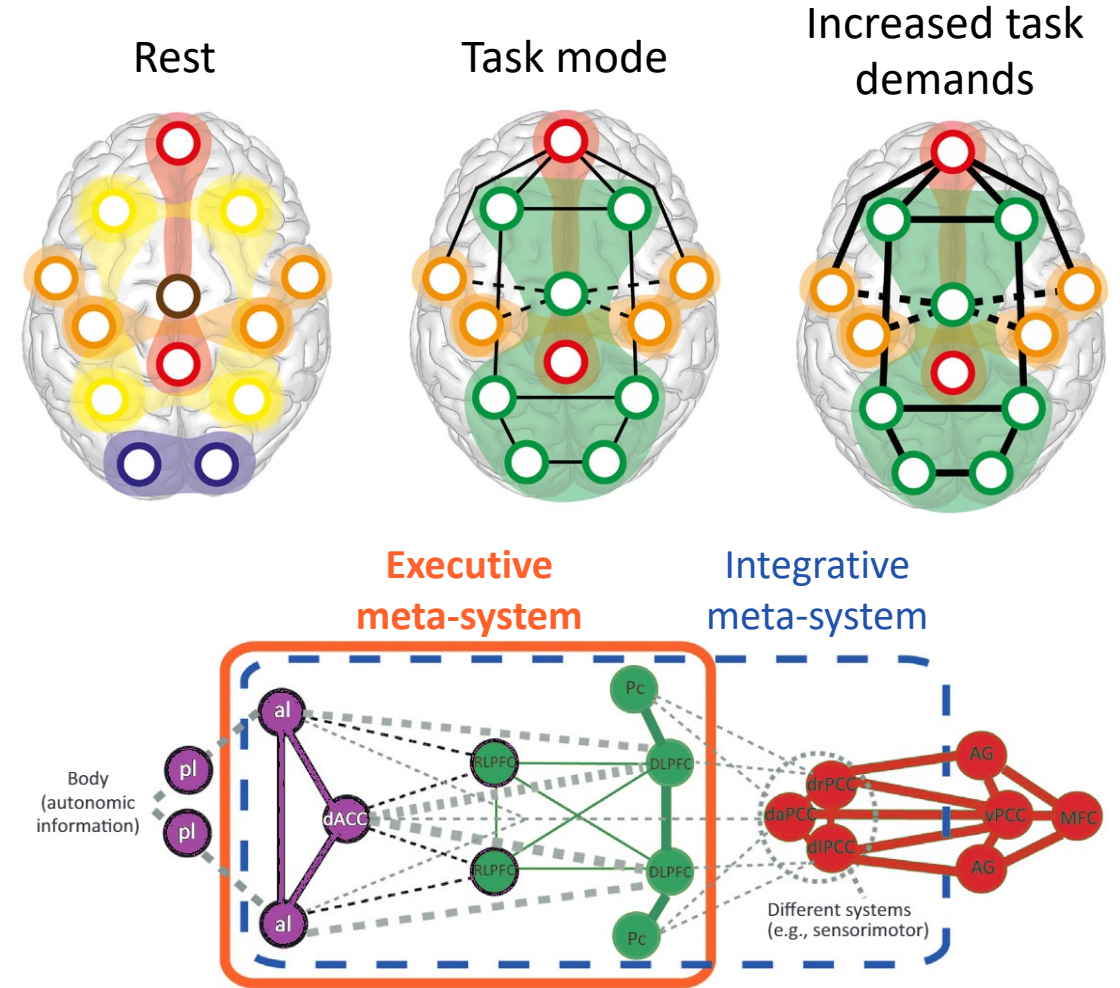 Rest
Task mode
Increased task
demands
Executive
meta-system
Integrative
meta-system
Body
(autonomic
information)
pI
pI
aI
aI
dACC
RLPFC
RLPFC
Pc
DLPFC
DLPFC
Pc
drPCC
daPCC
dlPCC
vPCC
AG
AG
MFC
Different systems
(e.g., sensorimotor)